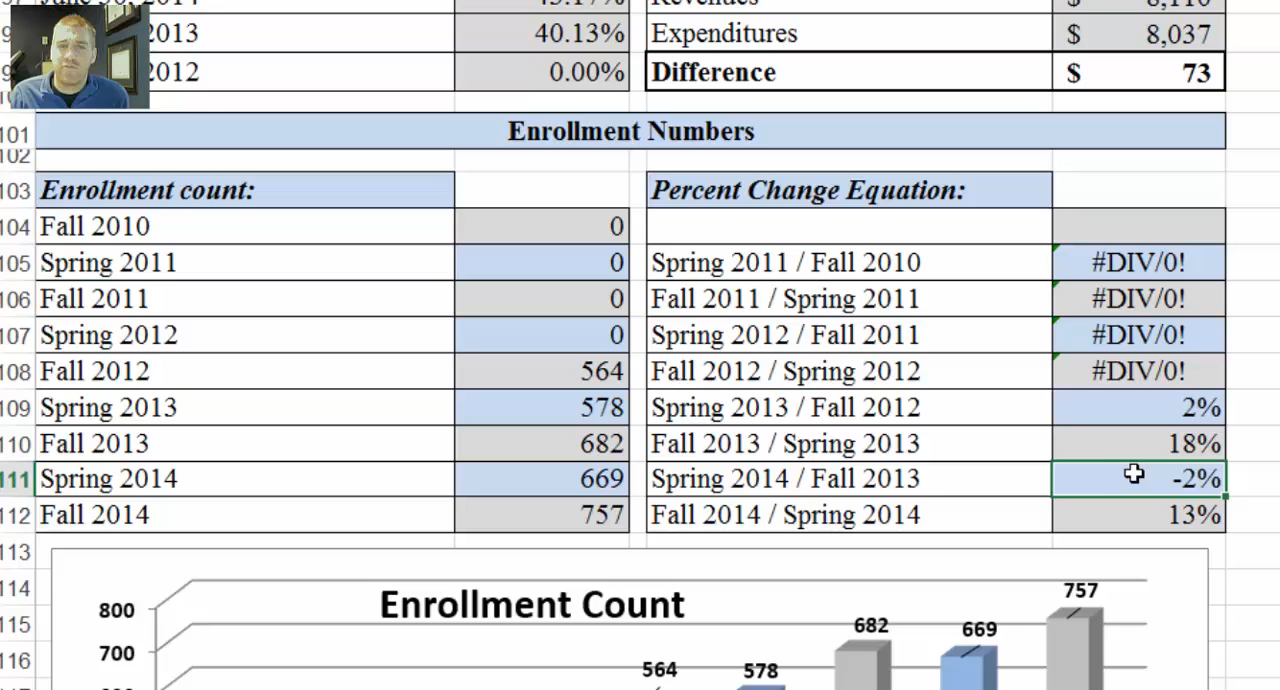 2013 40.13% Expenditures $ 8,037
2012 0.00% Difference $ 73
101 Enrollment Numbers
102
103 Enrollment count: Percent Change Equation:
104 Fall 2010 0
105 Spring 2011 0 Spring 2011 / Fall 2010 #DIV/0!
106 Fall 2011 0 Fall 2011 / Spring 2011 #DIV/0!
107 Spring 2012 0 Spring 2012 / Fall 2011 #DIV/0!
108 Fall 2012 564 Fall 2012 / Spring 2012 #DIV/0!
109 Spring 2013 578 Spring 2013 / Fall 2012 2%
110 Fall 2013 682 Fall 2013 / Spring 2013 18%
111 Spring 2014 669 Spring 2014 / Fall 2013 -2%
112 Fall 2014 757 Fall 2014 / Spring 2014 13%
113
114
115
116
Enrollment Count
800
700
564 578 682 669 757